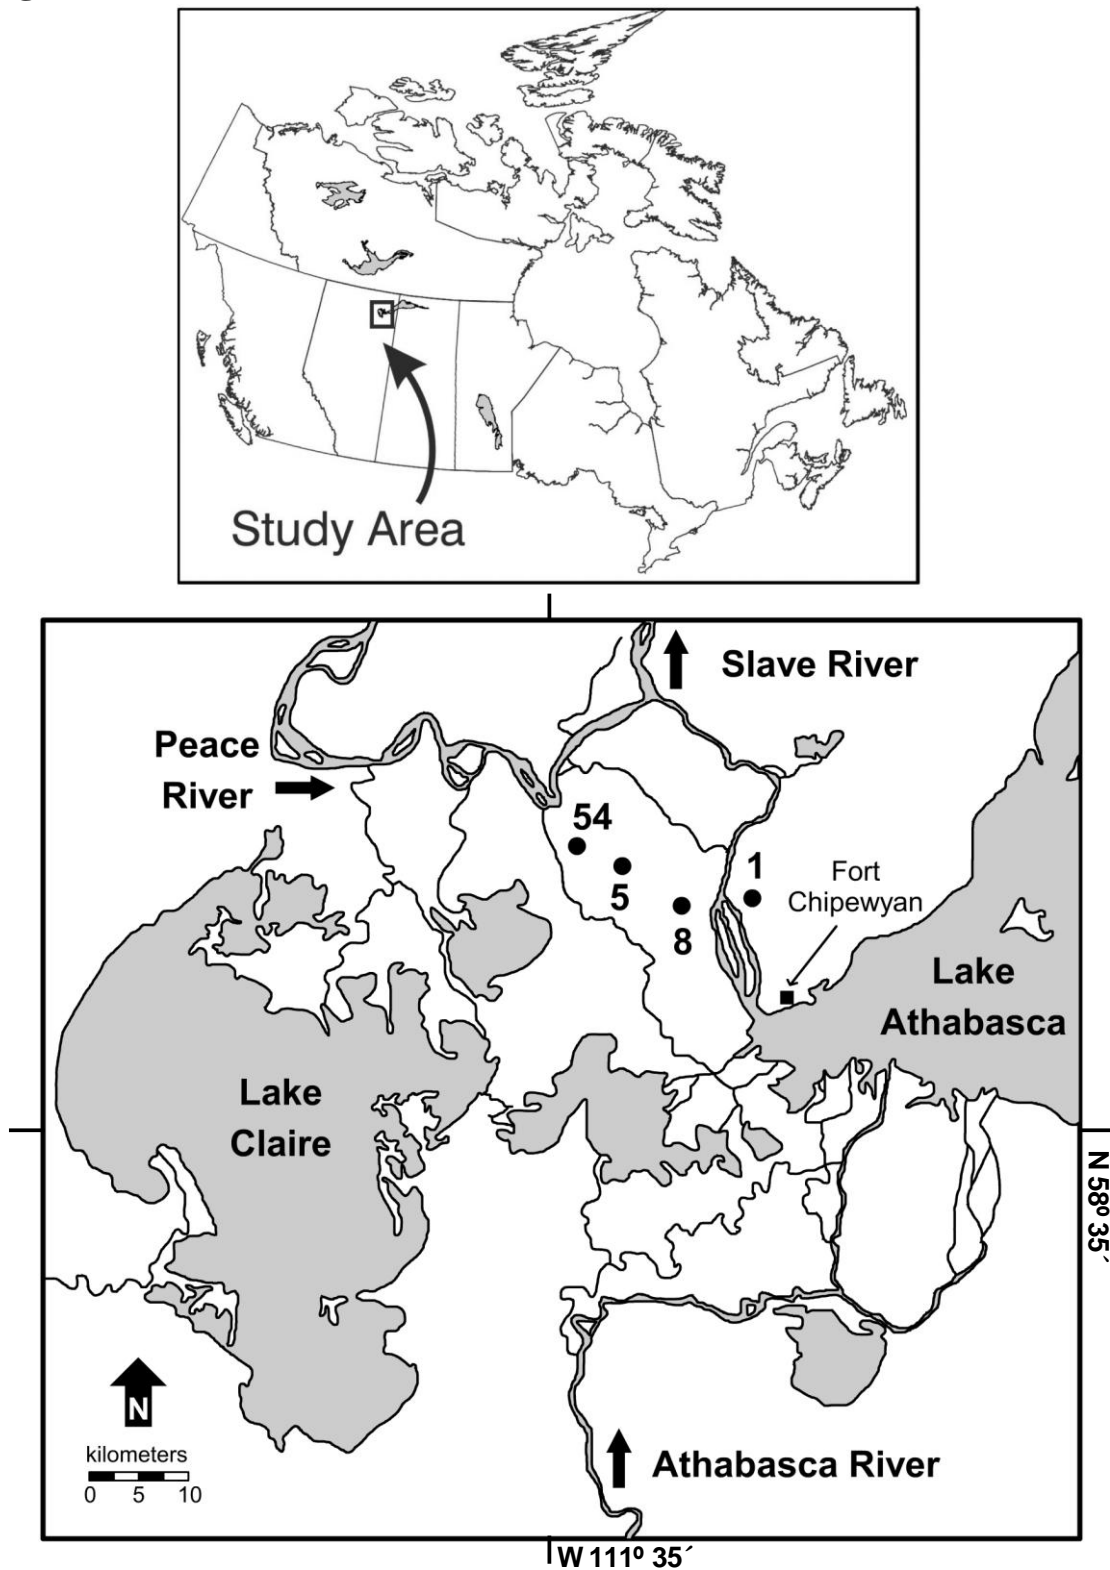 Study Area
Slave River
Peace
River
54
5
8
1
Fort
Chipewyan
Lake
Athabasca
Lake
Claire
N 58º 35´
N
kilometers
0 5 10
Athabasca River
W 111º 35´